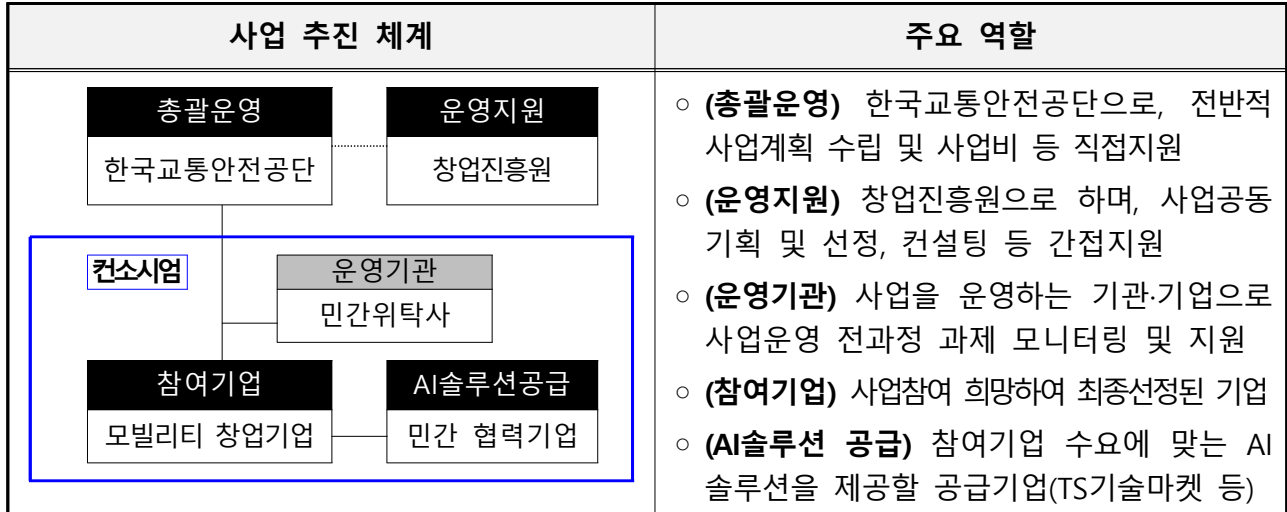 사업 추진 체계
주요 역할
총괄운영
한국교통안전공단
운영지원
창업진흥원
컨소시엄
운영기관
민간위탁사
참여기업
모빌리티 창업기업
AI솔루션공급
민간 협력기업
○ (총괄운영) 한국교통안전공단으로, 전반적
사업계획 수립 및 사업비 등 직접지원
○ (운영지원) 창업진흥원으로 하며, 사업공동
기획 및 선정, 컨설팅 등 간접지원
○ (운영기관) 사업을 운영하는 기관·기업으로
사업운영 전과정 과제 모니터링 및 지원
○ (참여기업) 사업참여 희망하여 최종선정된 기업
○ (AI솔루션 공급) 참여기업 수요에 맞는 AI
솔루션을 제공할 공급기업(TS기술마켓 등)